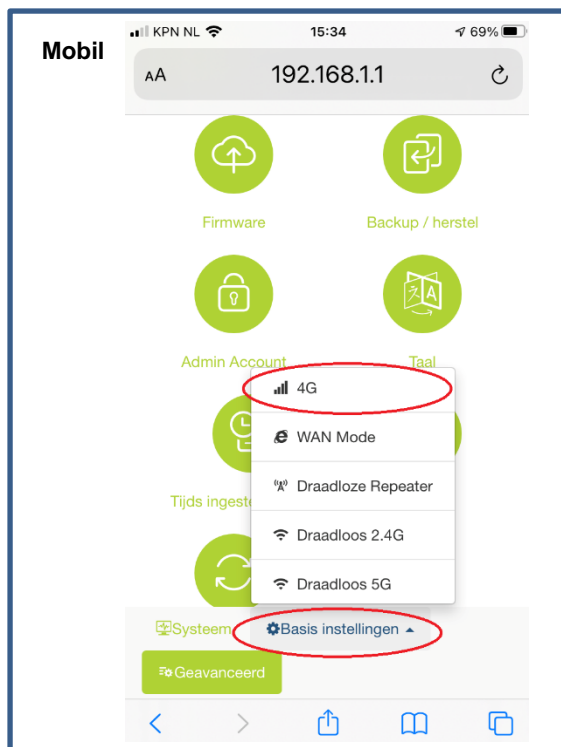 Mobil
KPN NL 15:34 69%
AA 192.168.1.1
Firmware Backup / herstel
Admin Account Taal
4G
WAN Mode
Draadloze Repeater
Tijds ingeste
Draadloos 2.4G
Draadloos 5G
Systeem Basis instellingen
Geavanceerd